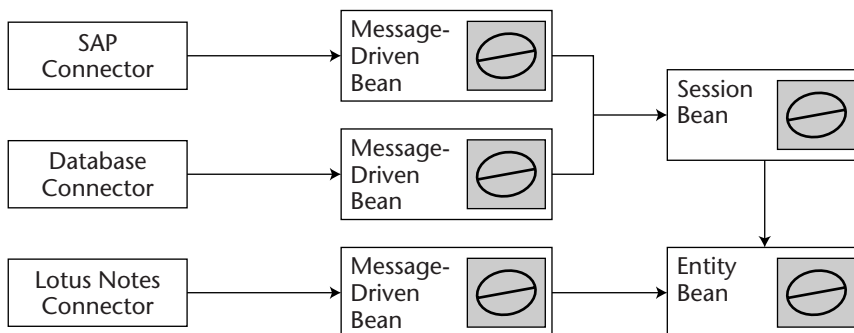 SAP
Connector
Message-
Driven
Bean
Session
Bean
Database
Connector
Message-
Driven
Bean
Lotus Notes
Connector
Message-
Driven
Bean
Entity
Bean